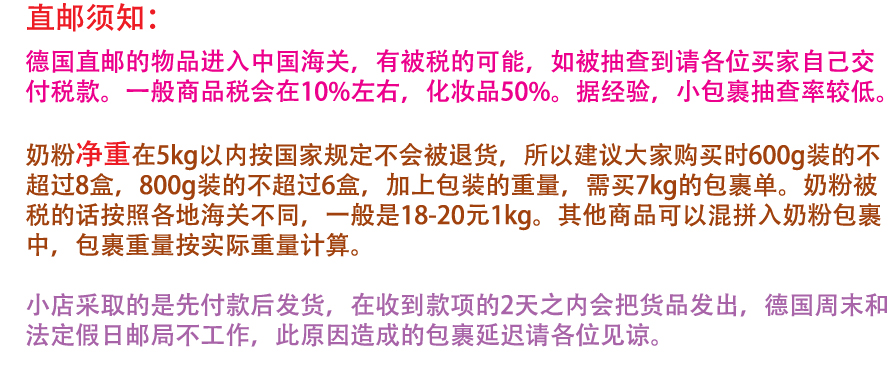 直邮须知：
德国直邮的物品进入中国海关，有被税的可能，如被抽查到请各位买家自己交
付税款。一般商品税会在10%左右，化妆品50%。据经验，小包裹抽查率较低。
奶粉净重在5kg以内按国家规定不会被退货，所以建议大家购买时600g装的不
超过8盒，800g装的不超过6盒，加上包装的重量，需买7kg的包裹单。奶粉被
税的话按照各地海关不同，一般是18-20元1kg。其他商品可以混拼入奶粉包裹
中，包裹重量按实际重量计算。
小店采取的是先付款后发货，在收到款项的2天之内会把货品发出，德国周末和
法定假日邮局不工作，此原因造成的包裹延迟请各位见谅。